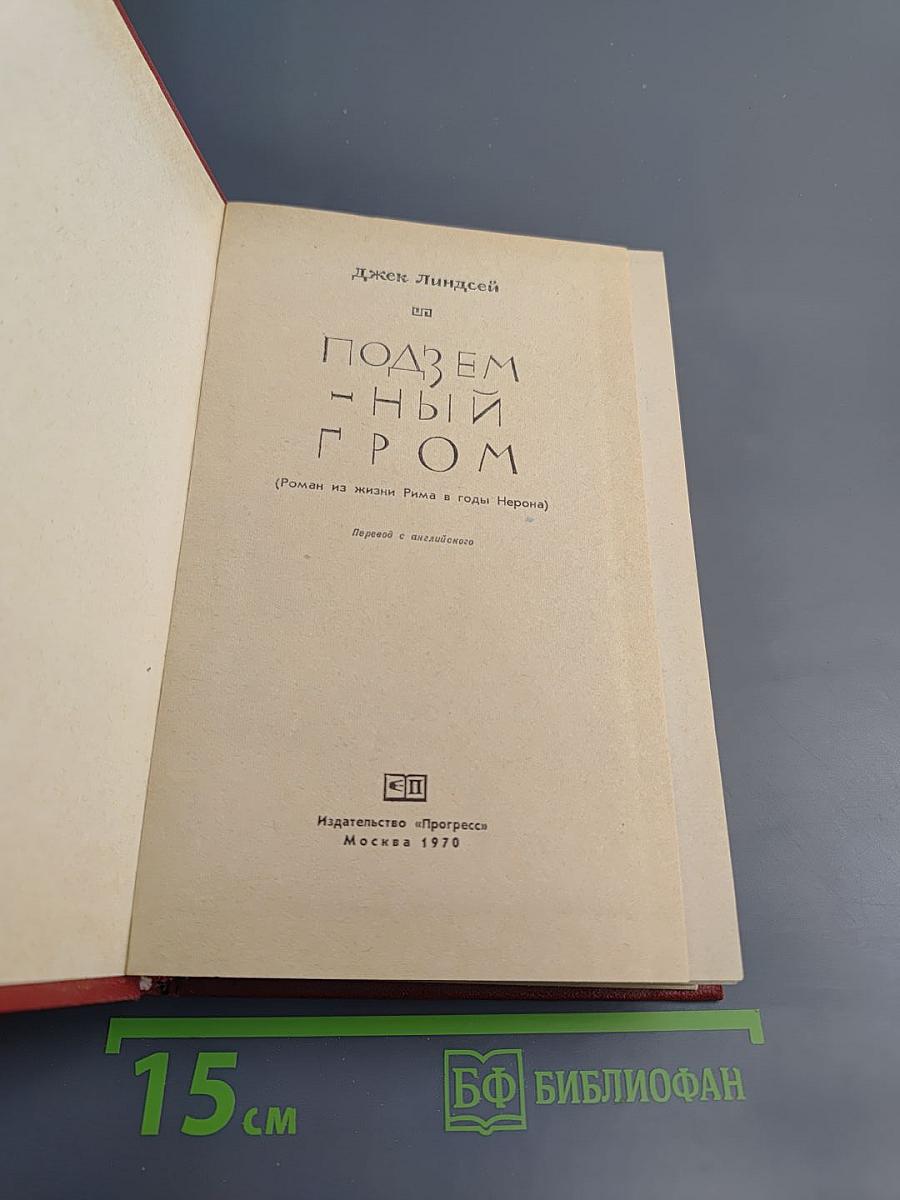 Джек Линдсей
ПОДЗЕМ
-НЫЙ
ГРОМ
(Роман из жизни Рима в годы Нерона)
Перевод с английского
П
Издательство «Прогресс»
Москва 1970
15 см
БФ БИБЛИОФАН